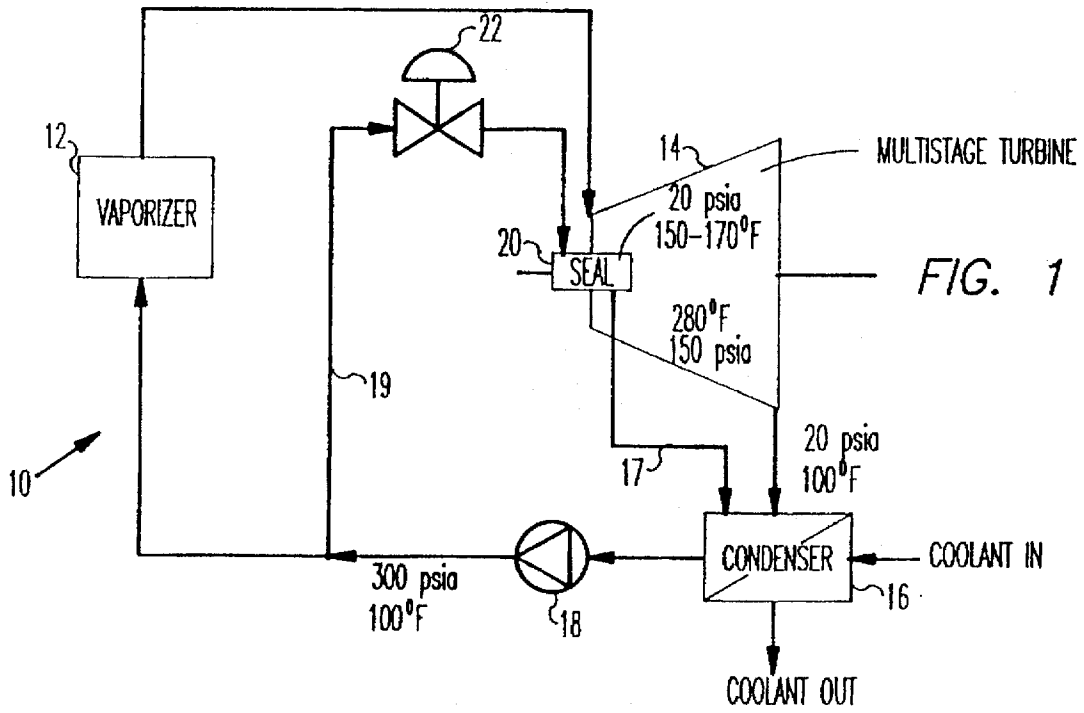 22
12
VAPORIZER
14
MULTISTAGE TURBINE
20 psia
150-170°F
20
SEAL
FIG. 1
280°F
150 psia
19
10
17
20 psia
100°F
300 psia
100°F
18
CONDENSER
COOLANT IN
16
COOLANT OUT